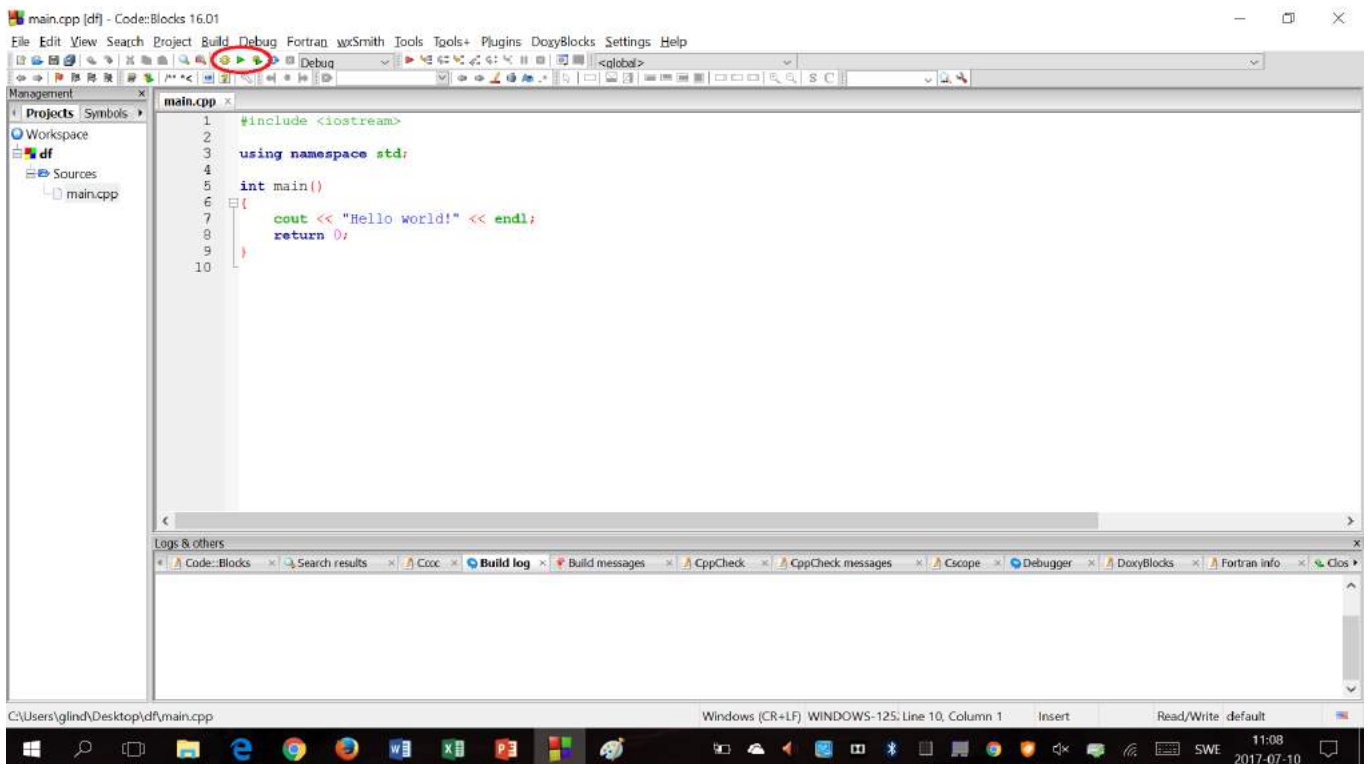 main.cpp [df] - Code::Blocks 16.01
File Edit View Search Project Build Debug Fortran wxSmith Tools Tools+ Plugins DoxyBlocks Settings Help
Debug <global>
S C
Management
main.cpp
Projects Symbols
Workspace
df
Sources
main.cpp
1 #include <iostream>
2
3 using namespace std;
4
5 int main()
6 {
7 cout << "Hello world!" << endl;
8 return 0;
9 }
10
Logs & others
Code::Blocks Search results Cccc Build log Build messages CppCheck CppCheck messages Cscope Debugger DoxyBlocks Fortran info Clos
C:\Users\glind\Desktop\df\main.cpp Windows (CR+LF) WINDOWS-125 Line 10, Column 1 Insert Read/Write default
SWE 11:08
2017-07-10